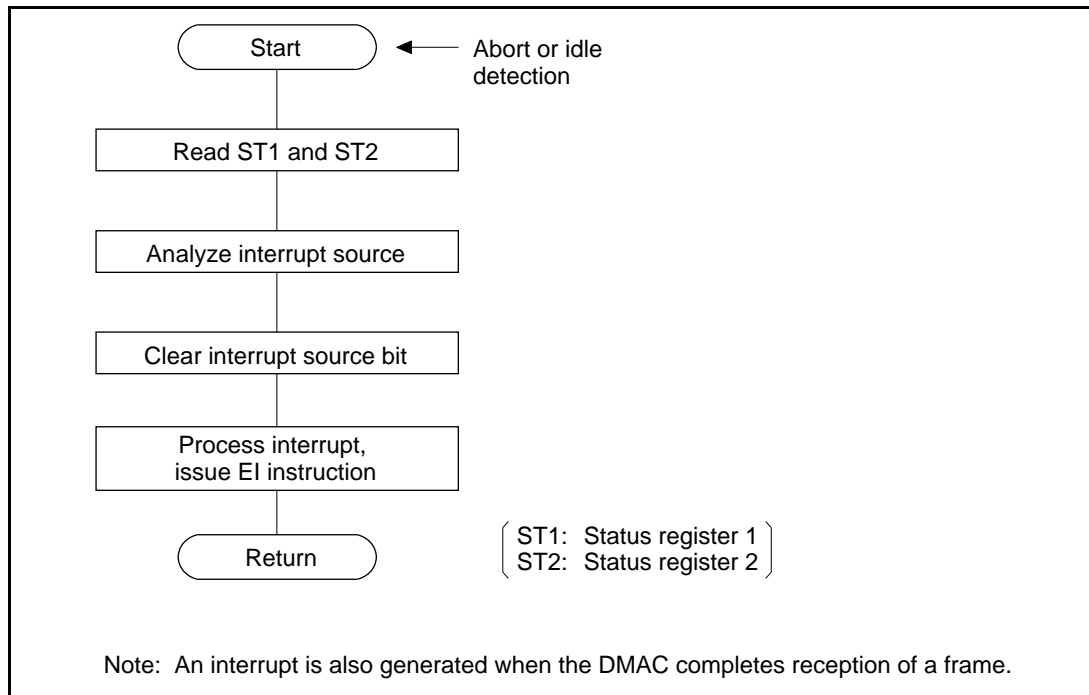 Start
Abort or idle
detection
Read ST1 and ST2
Analyze interrupt source
Clear interrupt source bit
Process interrupt,
issue EI instruction
Return
ST1: Status register 1
ST2: Status register 2
Note: An interrupt is also generated when the DMAC completes reception of a frame.